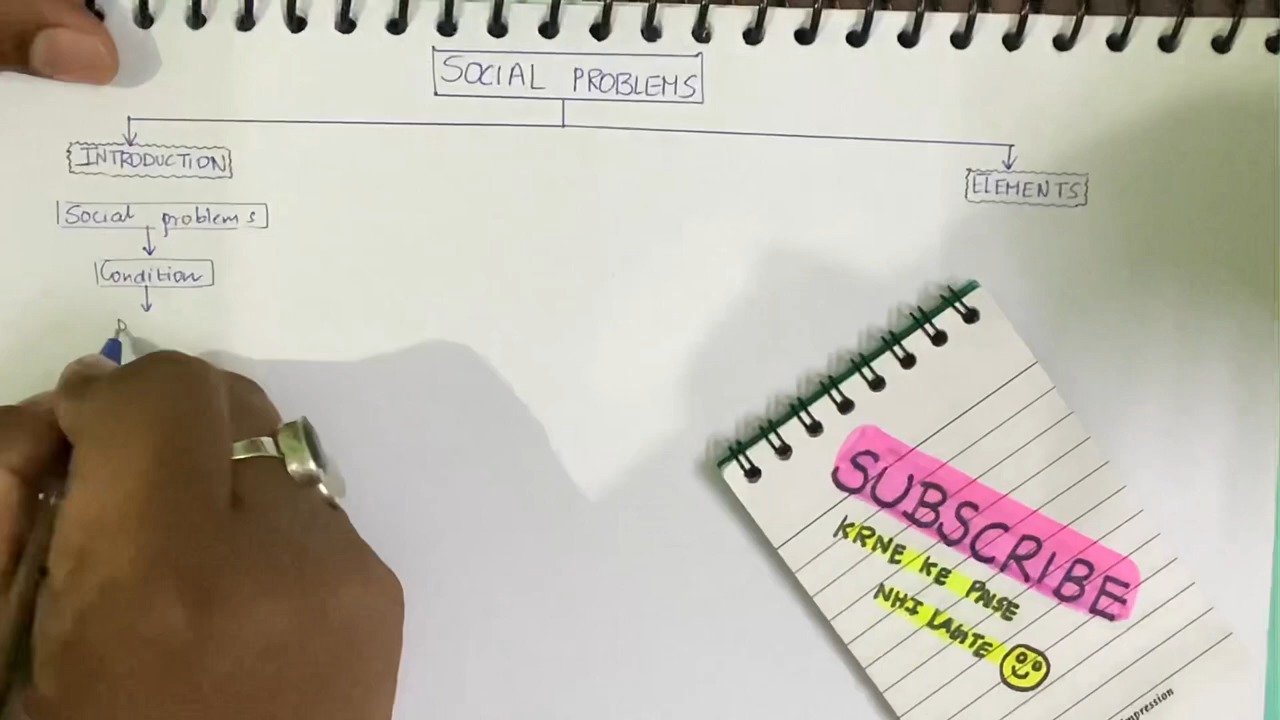 SOCIAL PROBLEMS
INTRODUCTION
ELEMENTS
Social problems
Condition
SUBSCRIBE
KRNE KE PAISE
NHI LAGTE